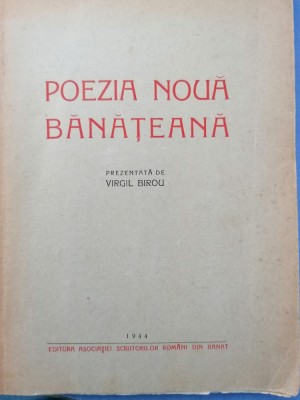 POEZIA NOUĂ
BĂNĂȚEANĂ
PREZENTATĂ DE
VIRGIL BIROU
1944
EDITURA ASOCIAȚIEI SCRIITORILOR ROMÂNI DIN BANAT